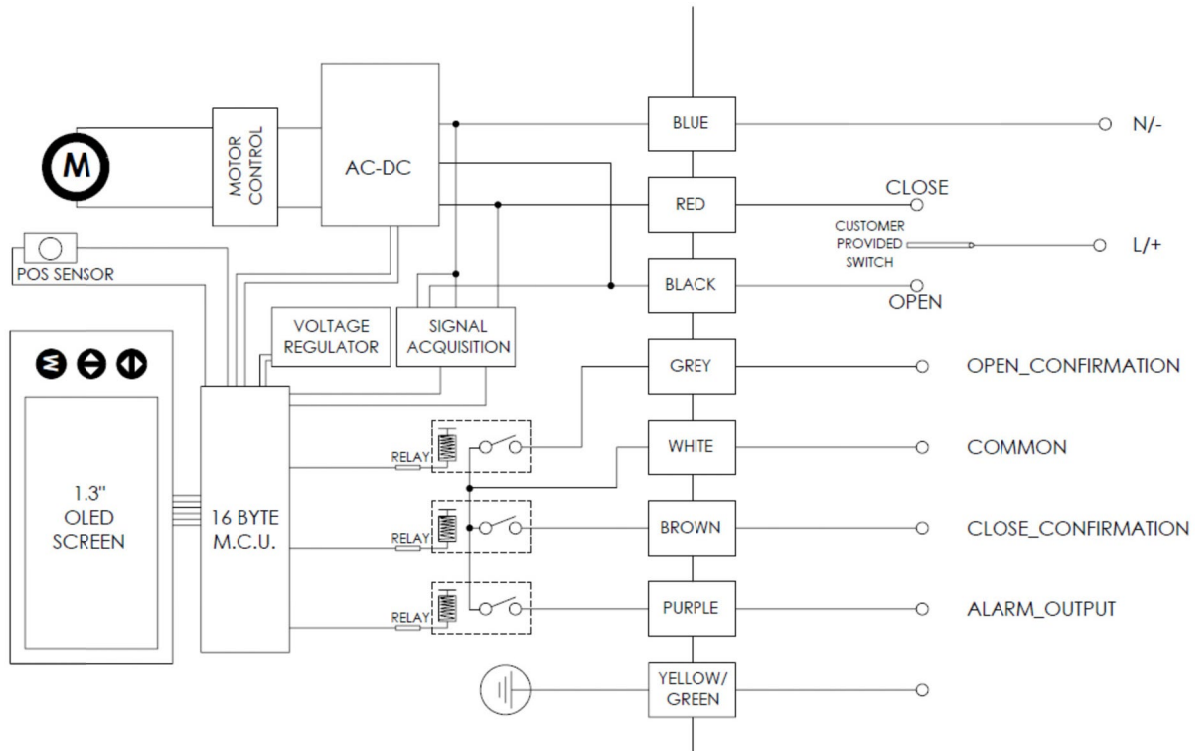 BLUE
N/-
MOTOR
CONTROL
AC-DC
M
CLOSE
RED
CUSTOMER
PROVIDED
SWITCH
L/+
POS SENSOR
BLACK
OPEN
VOLTAGE
REGULATOR
SIGNAL
ACQUISITION
M
GREY
OPEN_CONFIRMATION
WHITE
COMMON
RELAY
1.3"
OLED
SCREEN
16 BYTE
M.C.U.
BROWN
CLOSE_CONFIRMATION
RELAY
PURPLE
ALARM_OUTPUT
RELAY
YELLOW/
GREEN